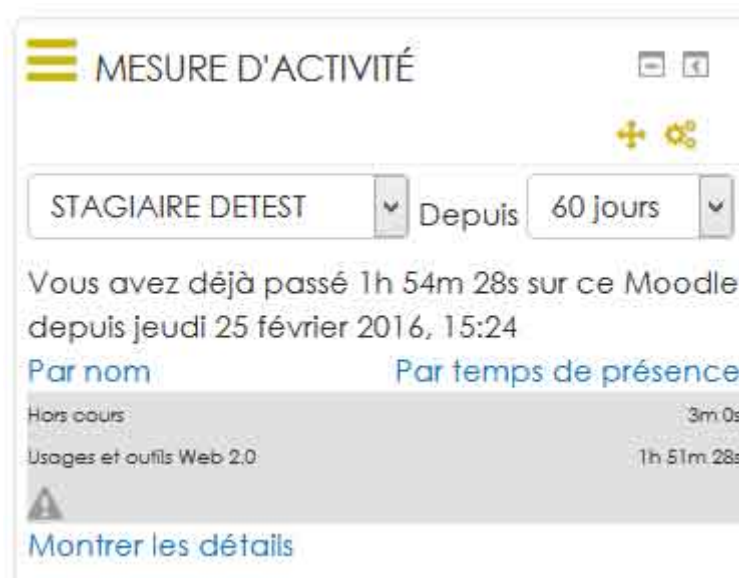 MESURE D'ACTIVITÉ
STAGIAIRE DETEST Depuis 60 jours
Vous avez déjà passé 1h 54m 28s sur ce Moodle
depuis jeudi 25 février 2016, 15:24
Par nom Par temps de présence
Hors cours 3m 0s
Usages et outils Web 2.0 1h 51m 28s
Montrer les détails